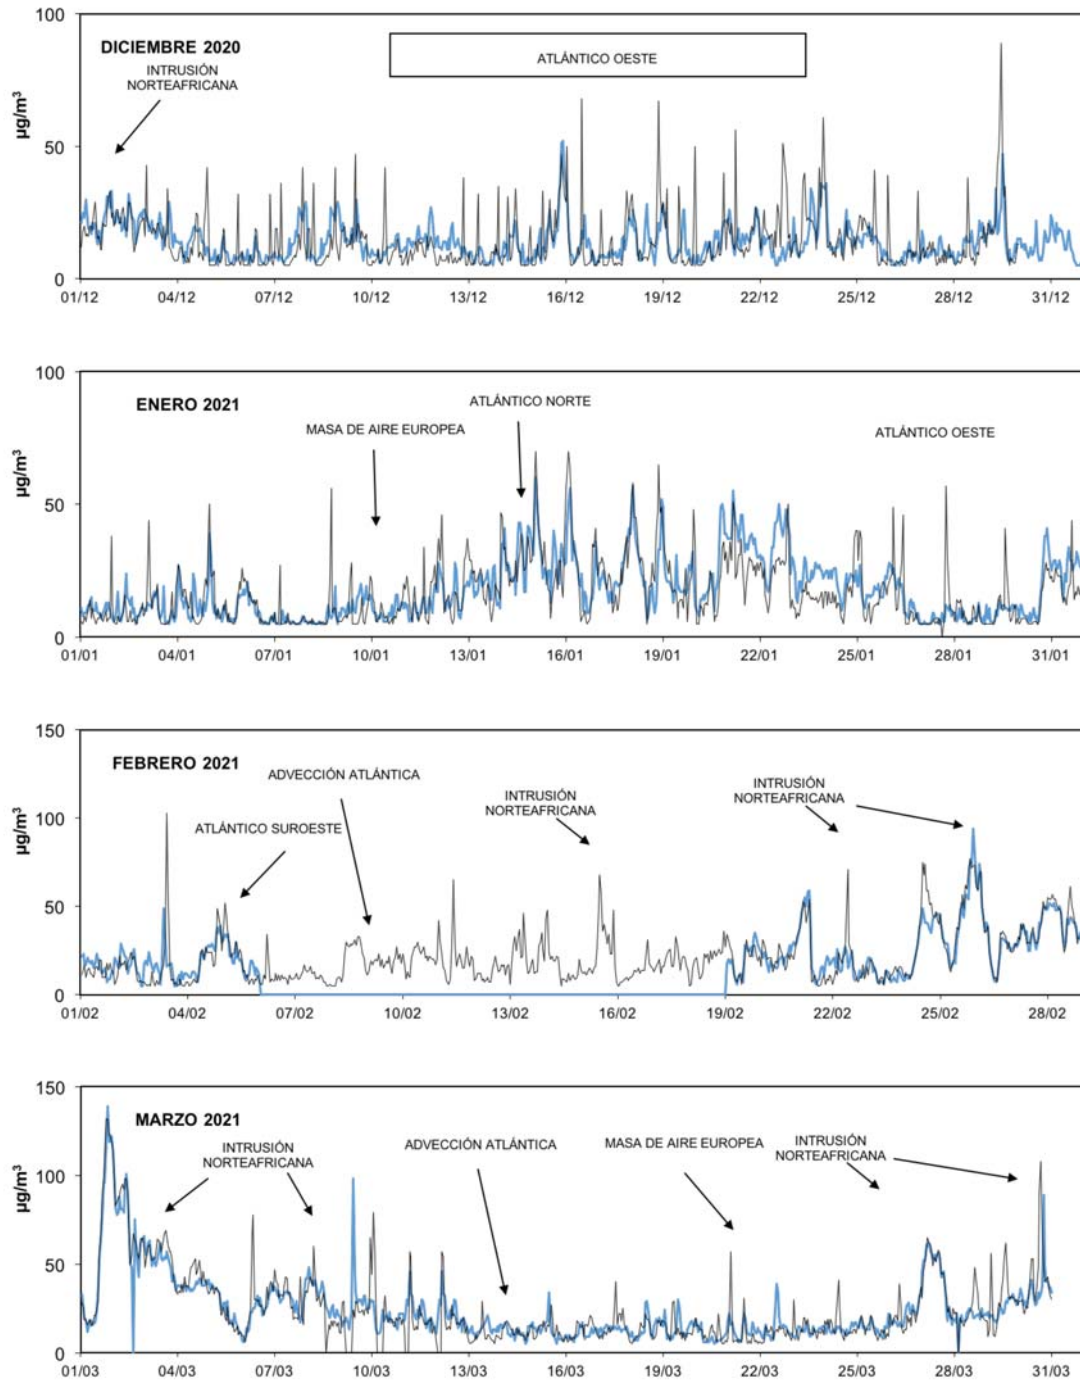 100
DICIEMBRE 2020
INTRUSIÓN
NORTEAFRICANA
ATLÁNTICO OESTE
µg/m³
50
0
01/12 04/12 07/12 10/12 13/12 16/12 19/12 22/12 25/12 28/12 31/12
100
ENERO 2021
MASA DE AIRE EUROPEA
ATLÁNTICO NORTE
ATLÁNTICO OESTE
µg/m³
50
0
01/01 04/01 07/01 10/01 13/01 16/01 19/01 22/01 25/01 28/01 31/01
150
FEBRERO 2021
ADVECCIÓN ATLÁNTICA
INTRUSIÓN
NORTEAFRICANA
INTRUSIÓN
NORTEAFRICANA
100
ATLÁNTICO SUROESTE
µg/m³
50
0
01/02 04/02 07/02 10/02 13/02 16/02 19/02 22/02 25/02 28/02
150
MARZO 2021
INTRUSIÓN
NORTEAFRICANA
ADVECCIÓN ATLÁNTICA
MASA DE AIRE EUROPEA
INTRUSIÓN
NORTEAFRICANA
100
µg/m³
50
0
01/03 04/03 07/03 10/03 13/03 16/03 19/03 22/03 25/03 28/03 31/03